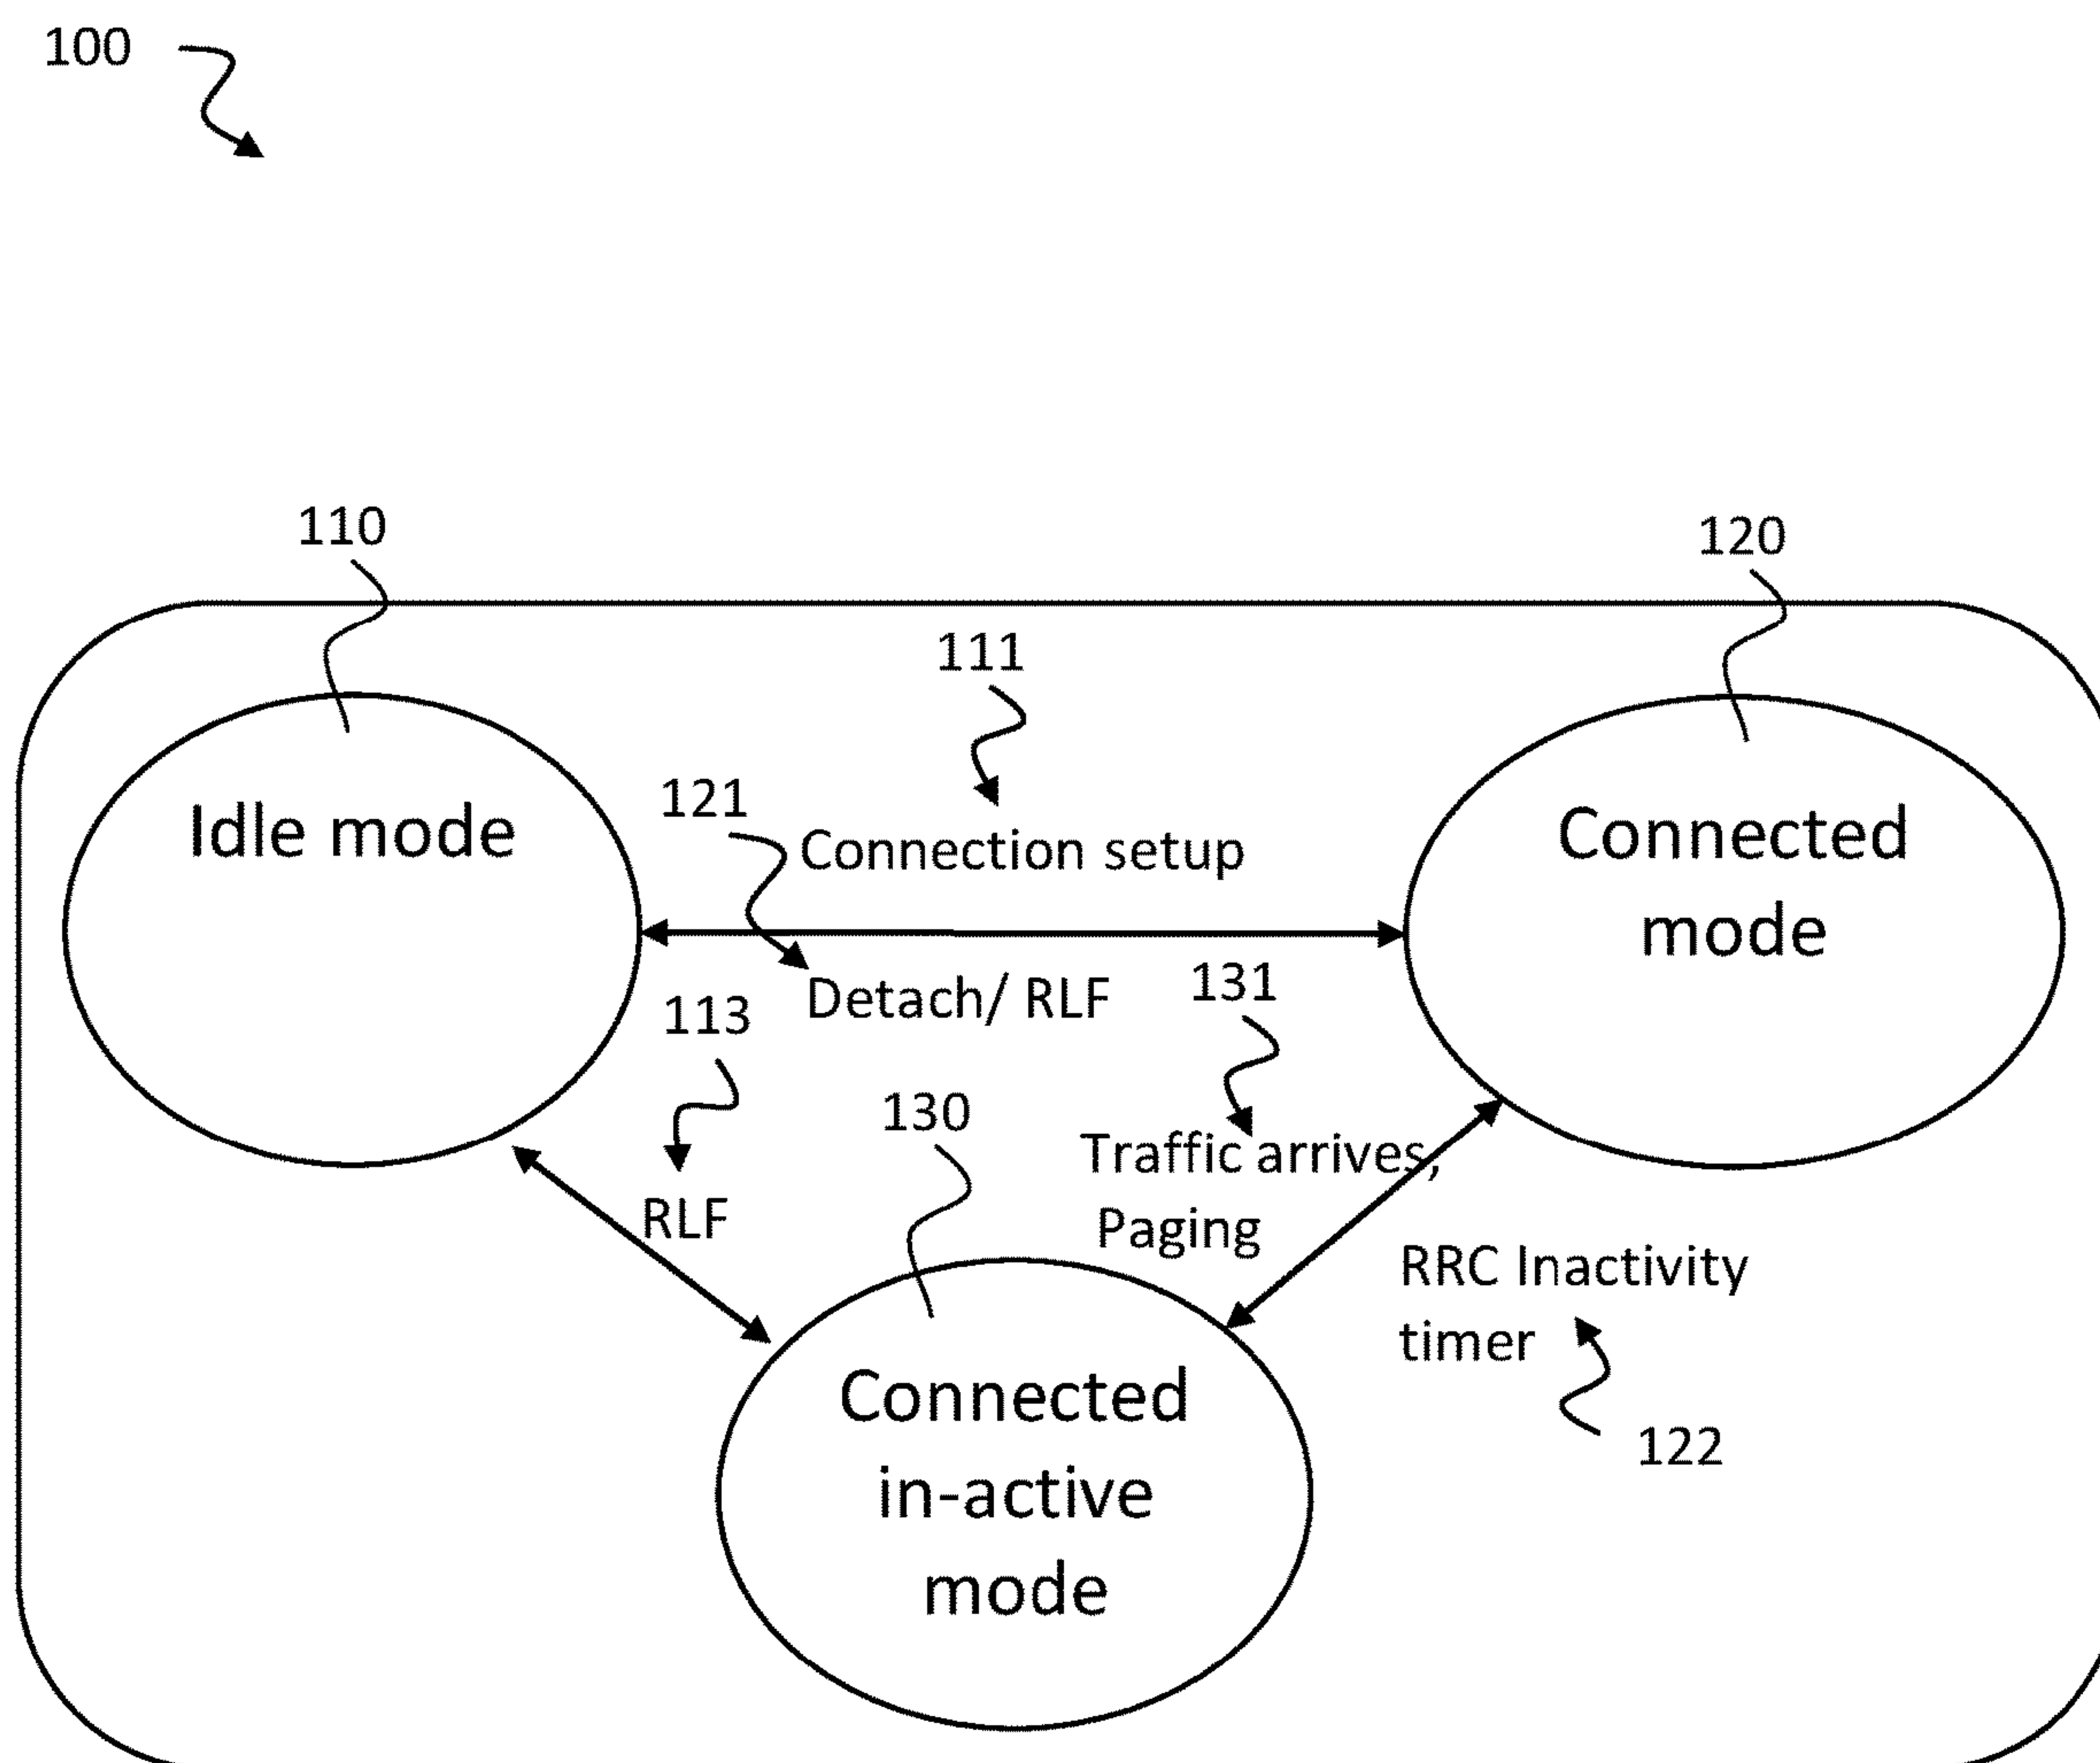 100
110
120
111
121
Idle mode
Connection setup
Connected
mode
Detach/ RLF
131
113
130
Traffic arrives,
RLF
Paging
RRC Inactivity
timer
Connected
in-active
mode
122